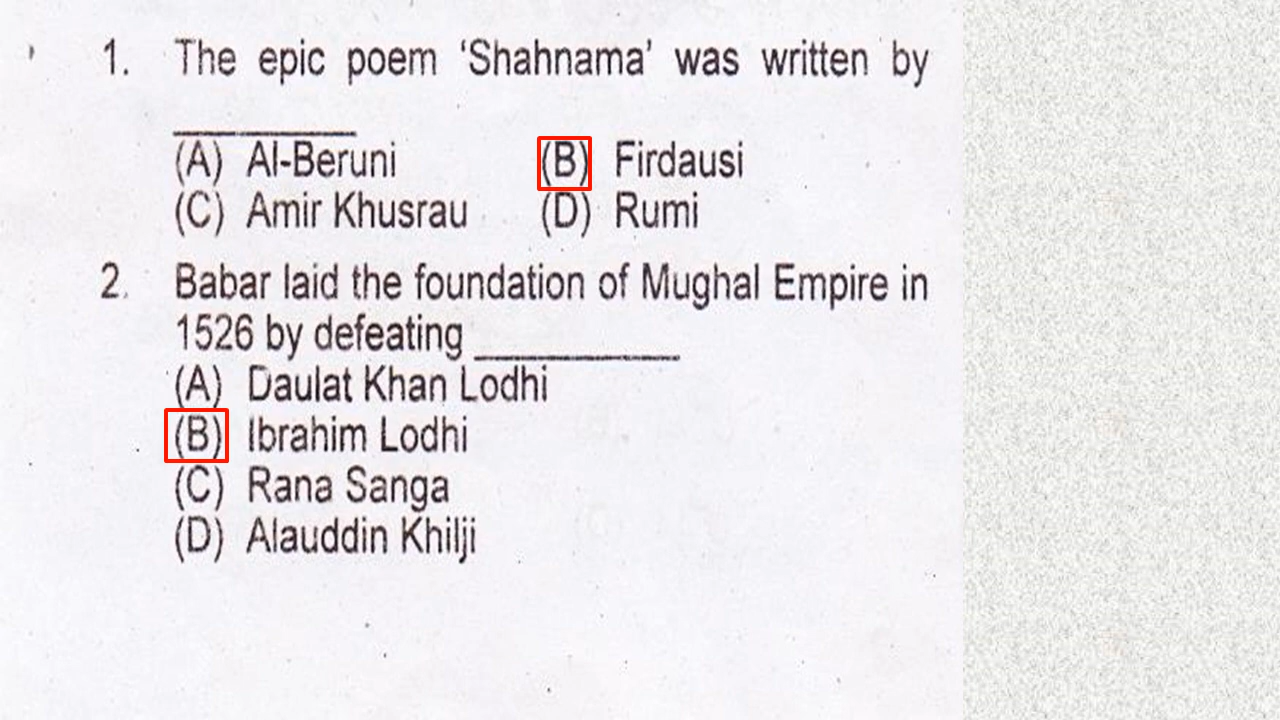 1. The epic poem ‘Shahnama’ was written by
__________
(A) Al-Beruni (B) Firdausi
(C) Amir Khusrau (D) Rumi
2. Babar laid the foundation of Mughal Empire in
1526 by defeating ___________
(A) Daulat Khan Lodhi
(B) Ibrahim Lodhi
(C) Rana Sanga
(D) Alauddin Khilji